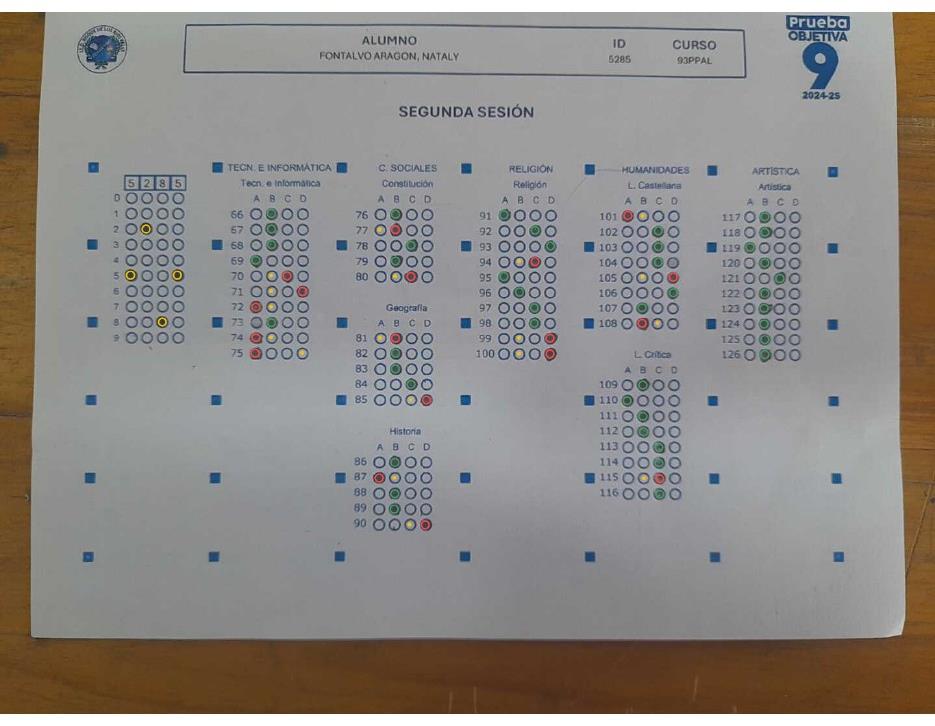 Prueba
OBJETIVA
9
2024-25
ALUMNO
FONTALVO ARAGON, NATALY
ID
5285
CURSO
93PPAL
SEGUNDA SESIÓN
5 2 8 5
0
1
2
3
4
5
6
7
8
9
TECN. E INFORMÁTICA
Tecn. e Informática
A B C D
66
67
68
69
70
71
72
73
74
75
C. SOCIALES
Constitución
A B C D
76
77
78
79
80
Geografía
A B C D
81
82
83
84
85
Historia
A B C D
86
87
88
89
90
RELIGIÓN
Religión
A B C D
91
92
93
94
95
96
97
98
99
100
HUMANIDADES
L. Castellana
A B C D
101
102
103
104
105
106
107
108
L. Crítica
A B C D
109
110
111
112
113
114
115
116
ARTÍSTICA
Artística
A B C D
117
118
119
120
121
122
123
124
125
126